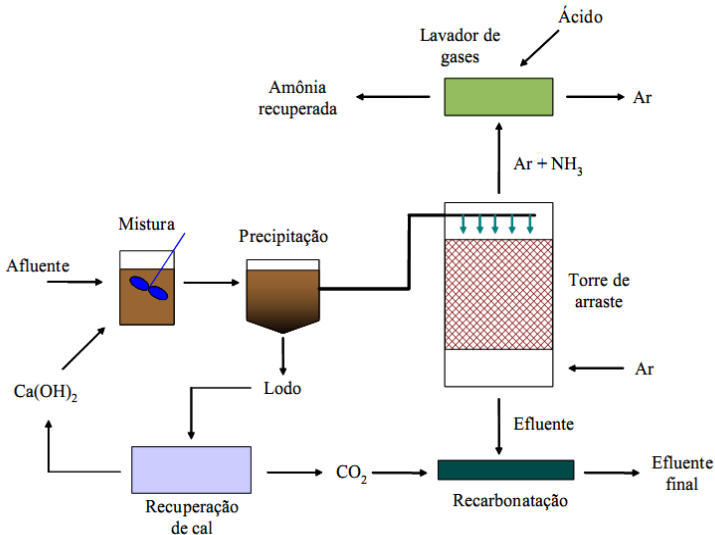 Ácido
Lavador de
gases
Amônia
recuperada
Ar
Ar + NH₃
Mistura
Precipitação
Afluente
Torre de
arraste
Ar
Ca(OH)₂
Lodo
Efluente
CO₂
Efluente
final
Recarbonatação
Recuperação
de cal